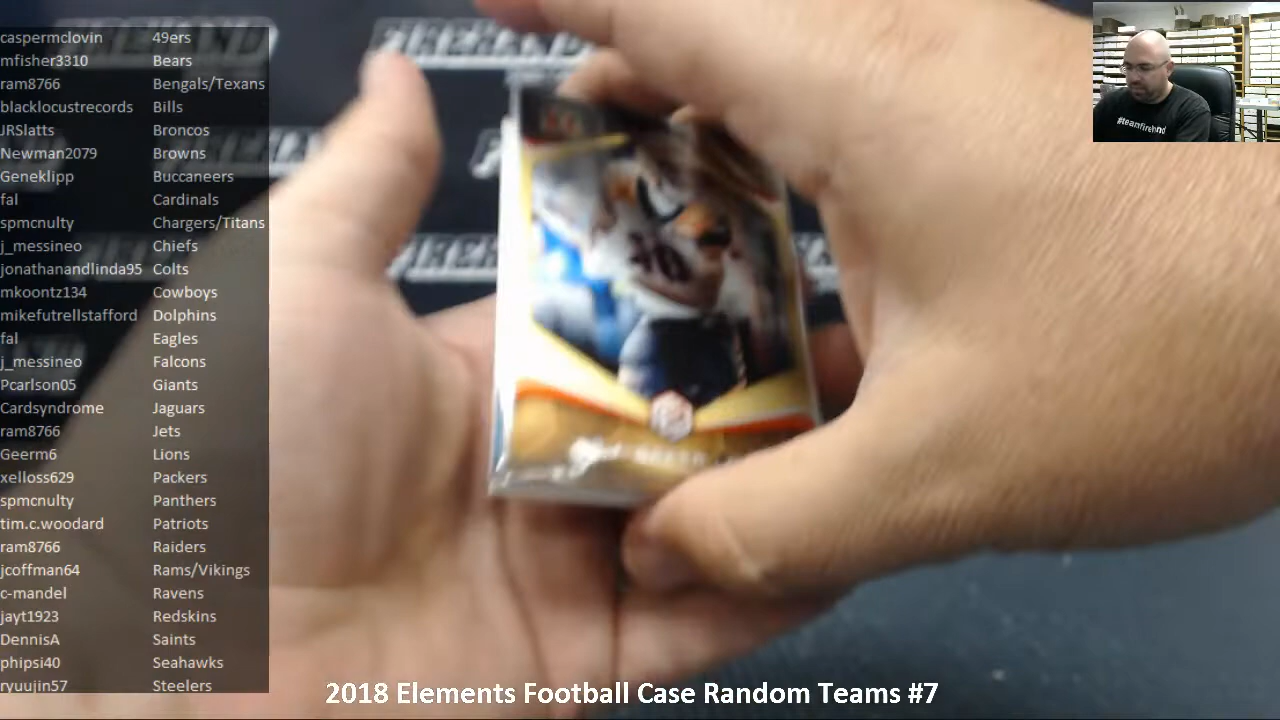 caspermclovin 49ers
mfisher3310 Bears
ram8766 Bengals/Texans
blacklocustrecords Bills
JRSlatts Broncos
Newman2079 Browns
Geneklipp Buccaneers
fal Cardinals
spmcnulty Chargers/Titans
j_messineo Chiefs
jonathanandlinda95 Colts
mkoontz134 Cowboys
mikefutrellstafford Dolphins
fal Eagles
j_messineo Falcons
Pcarlson05 Giants
Cardsyndrome Jaguars
ram8766 Jets
Geerm6 Lions
xelloss629 Packers
spmcnulty Panthers
tim.c.woodard Patriots
ram8766 Raiders
jcoffman64 Rams/Vikings
c-mandel Ravens
jayt1923 Redskins
DennisA Saints
phipsi40 Seahawks
ryuujin57 Steelers
FIREHAND
FIREHAND
#teamfirehand
2018 Elements Football Case Random Teams #7